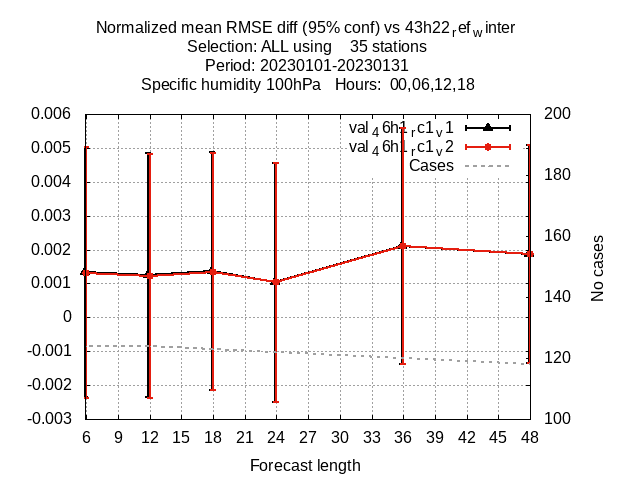 Normalized mean RMSE diff (95% conf) vs 43h22refwinter
Selection: ALL using 35 stations
Period: 20230101-20230131
Specific humidity 100hPa Hours: 00,06,12,18
0.006 200
val46h1rc1v1
val46h1rc1v2
Cases
0.005
0.004 180
0.003
0.002 160
0.001 140
0
-0.001 120
-0.002
-0.003 100
No cases
6 9 12 15 18 21 24 27 30 33 36 39 42 45 48
Forecast length